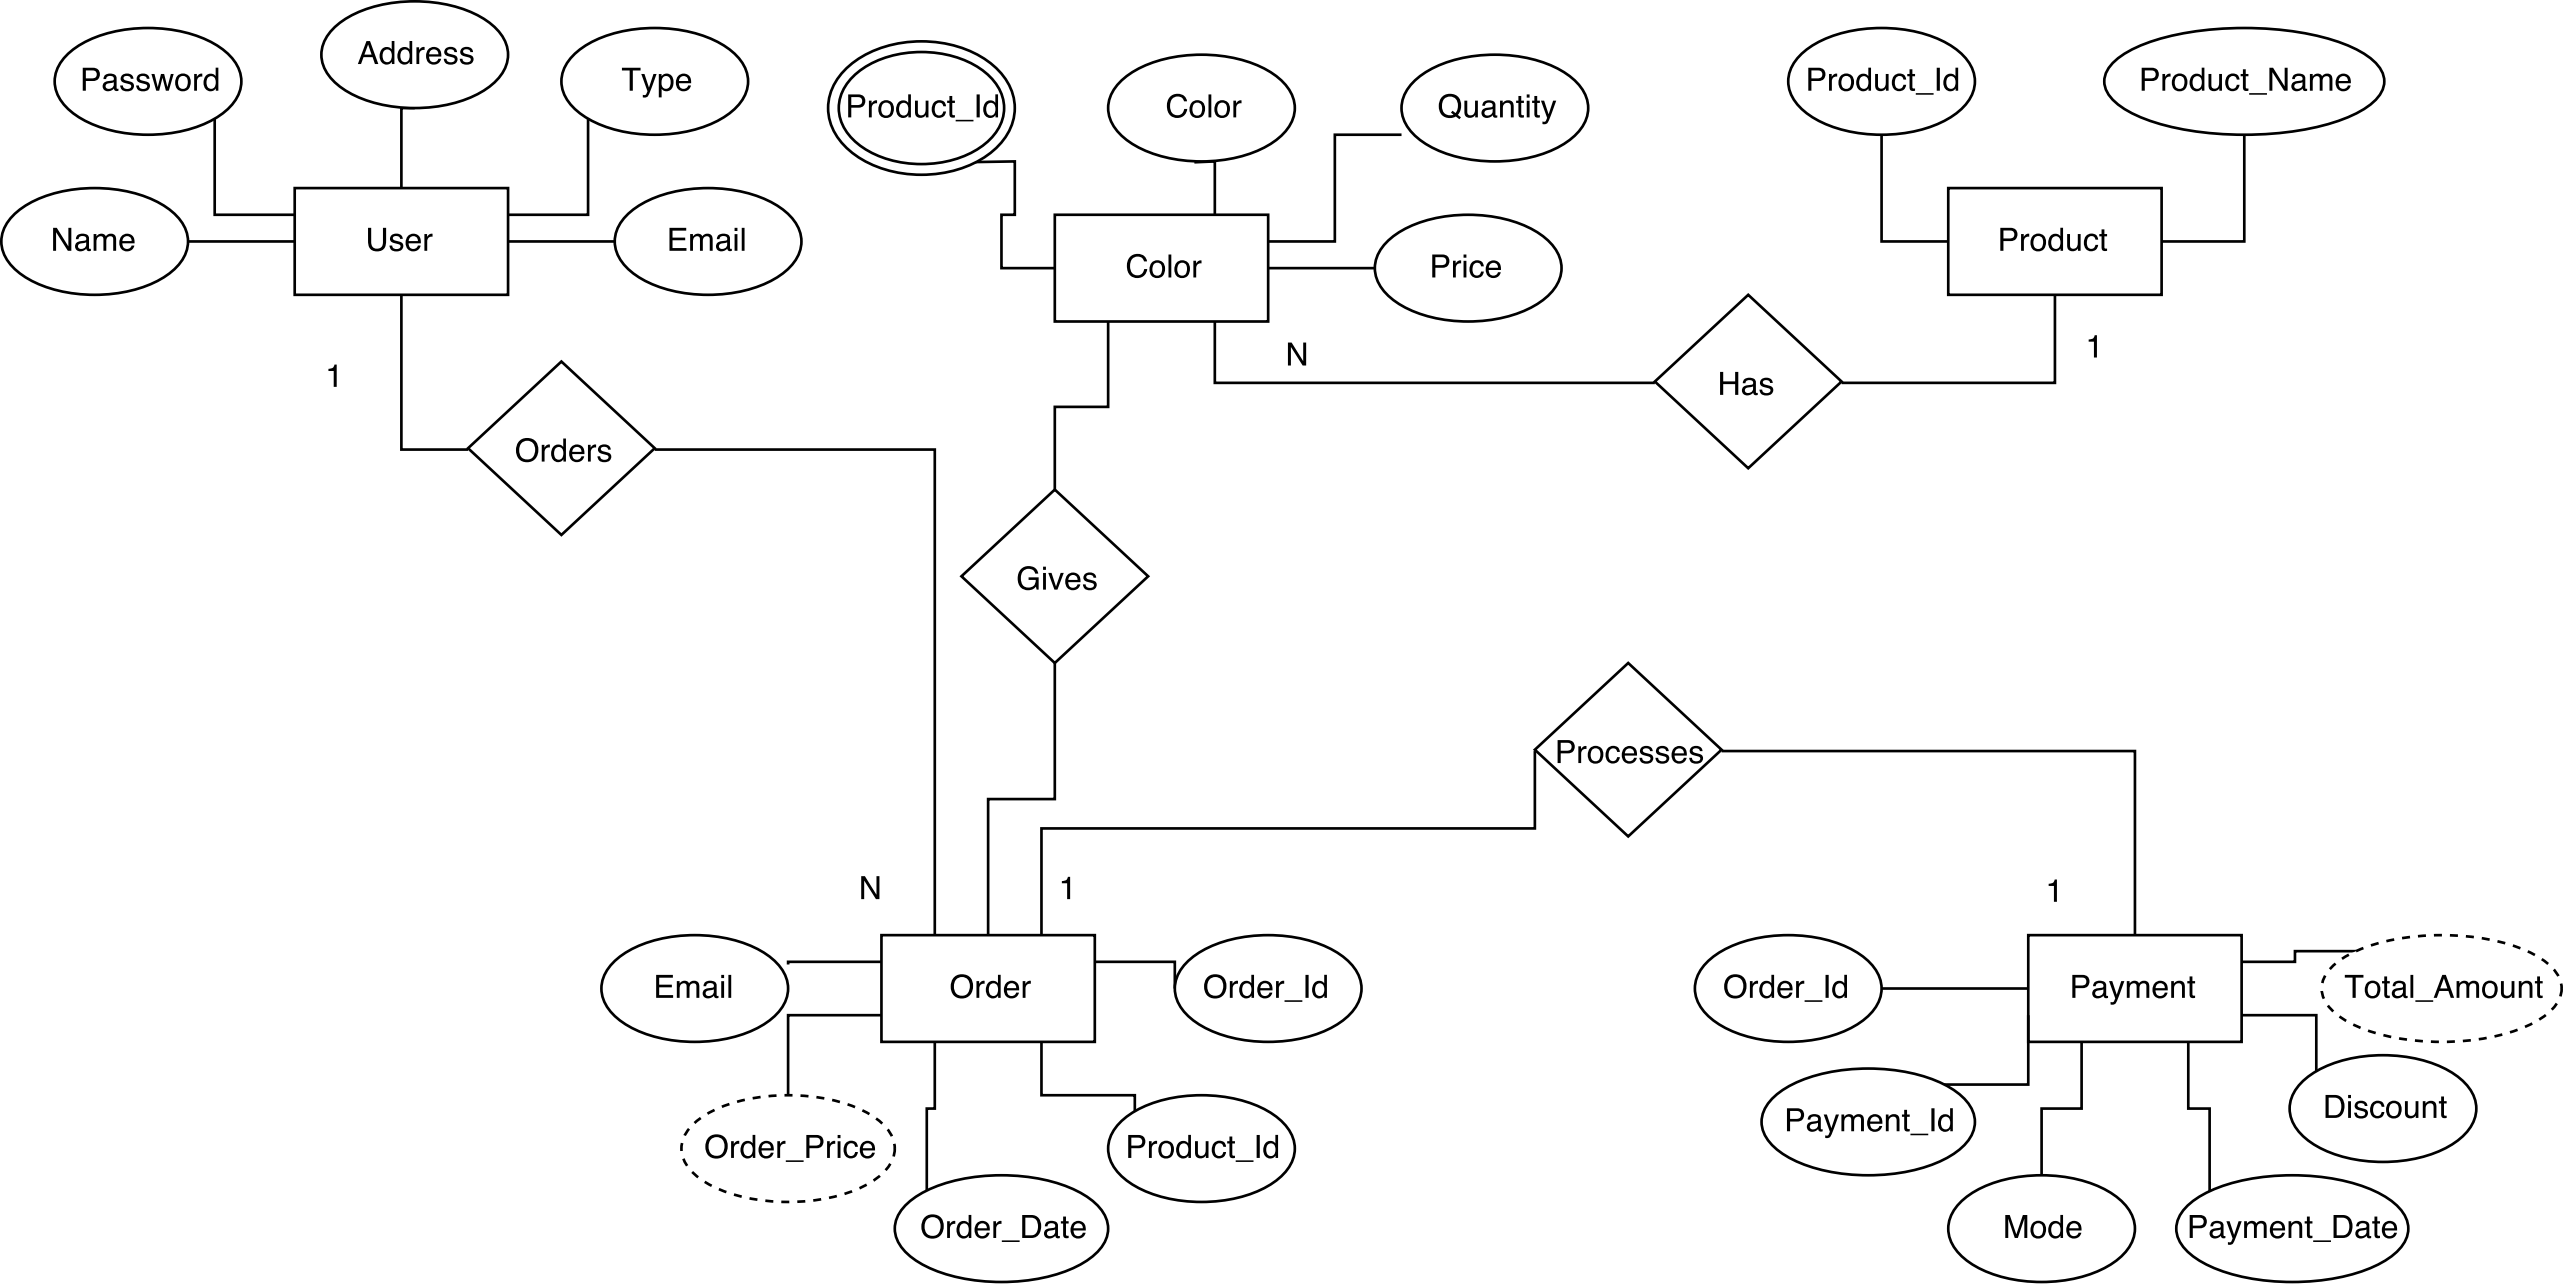 Address
Password
Type
Product_Id
Color
Quantity
Product_Id
Product_Name
Name
User
Email
Color
Price
Product
N
1
1
Has
Orders
Gives
Processes
N
1
1
Email
Order
Order_Id
Order_Id
Payment
Total_Amount
Discount
Payment_Id
Order_Price
Product_Id
Order_Date
Mode
Payment_Date